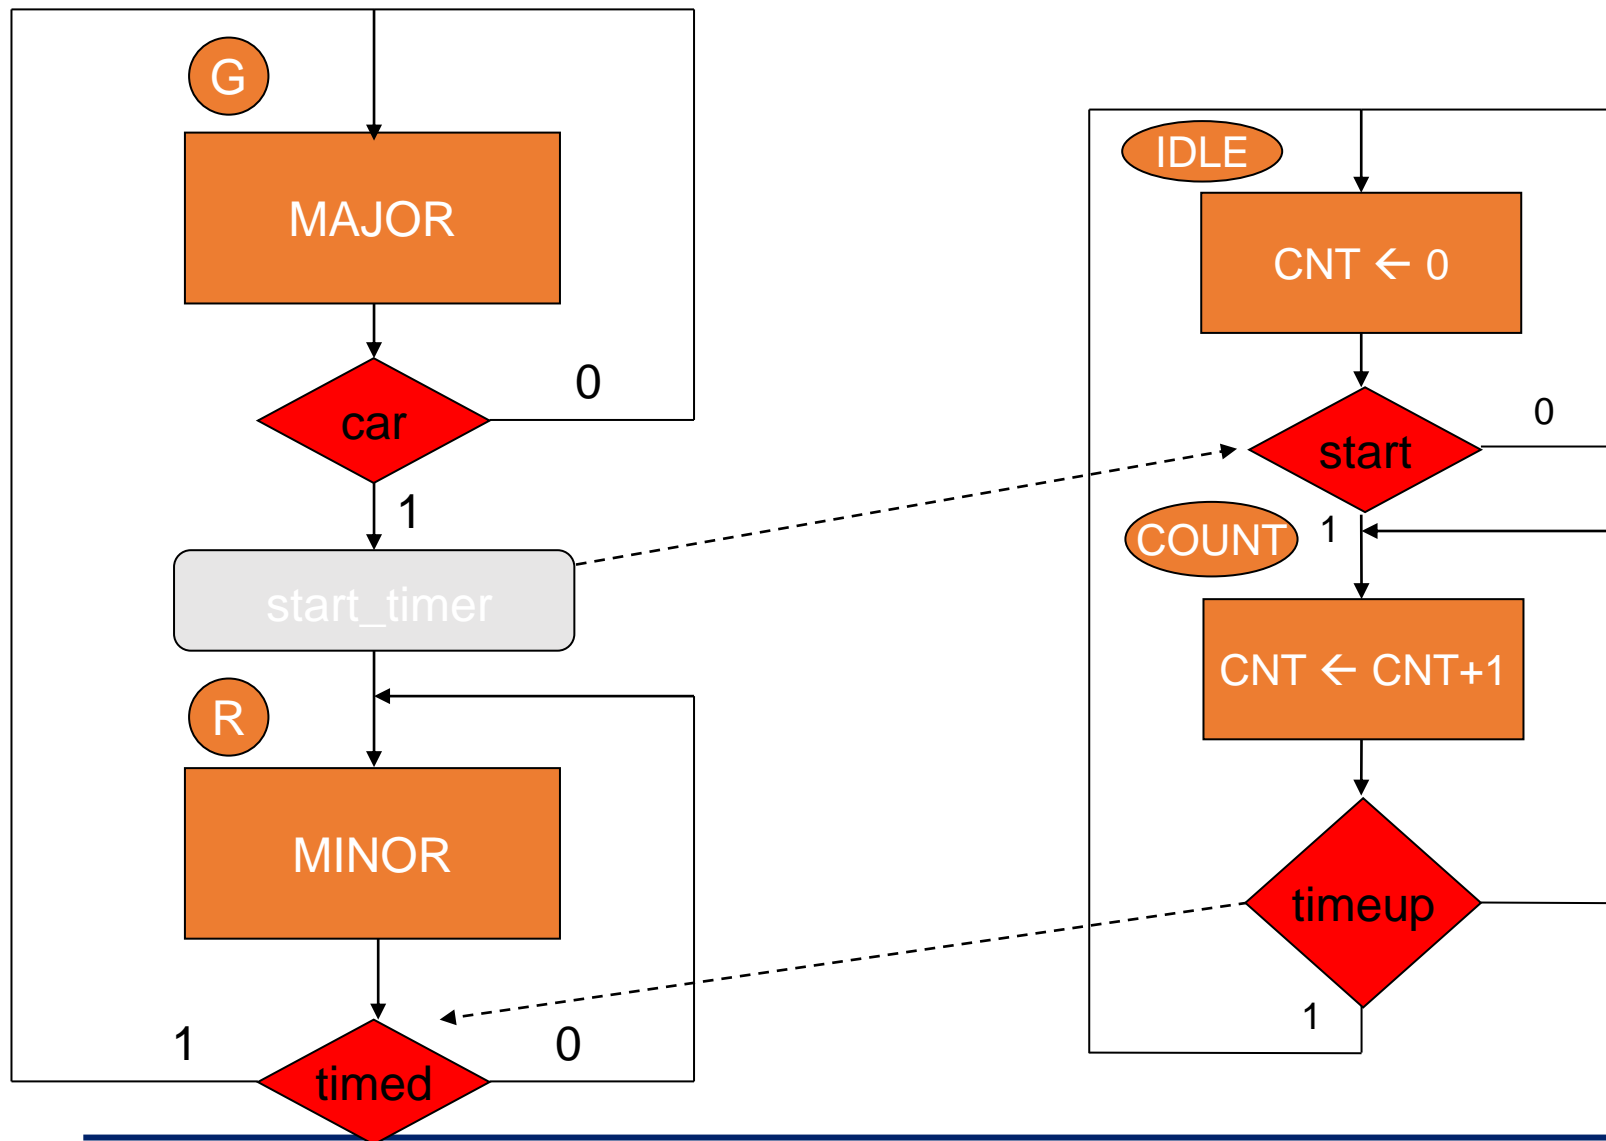 G
MAJOR
car
0
1
start_timer
R
MINOR
1
0
timed
IDLE
CNT ← 0
start
0
1
COUNT
CNT ← CNT+1
timeup
1